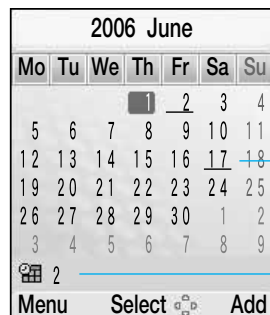 2006 June
Mo Tu We Th Fr Sa Su
1 2 3 4
5 6 7 8 9 10 11
12 13 14 15 16 17 18
19 20 21 22 23 24 25
26 27 28 29 30 1 2
3 4 5 6 7 8 9
2
Menu Select Add